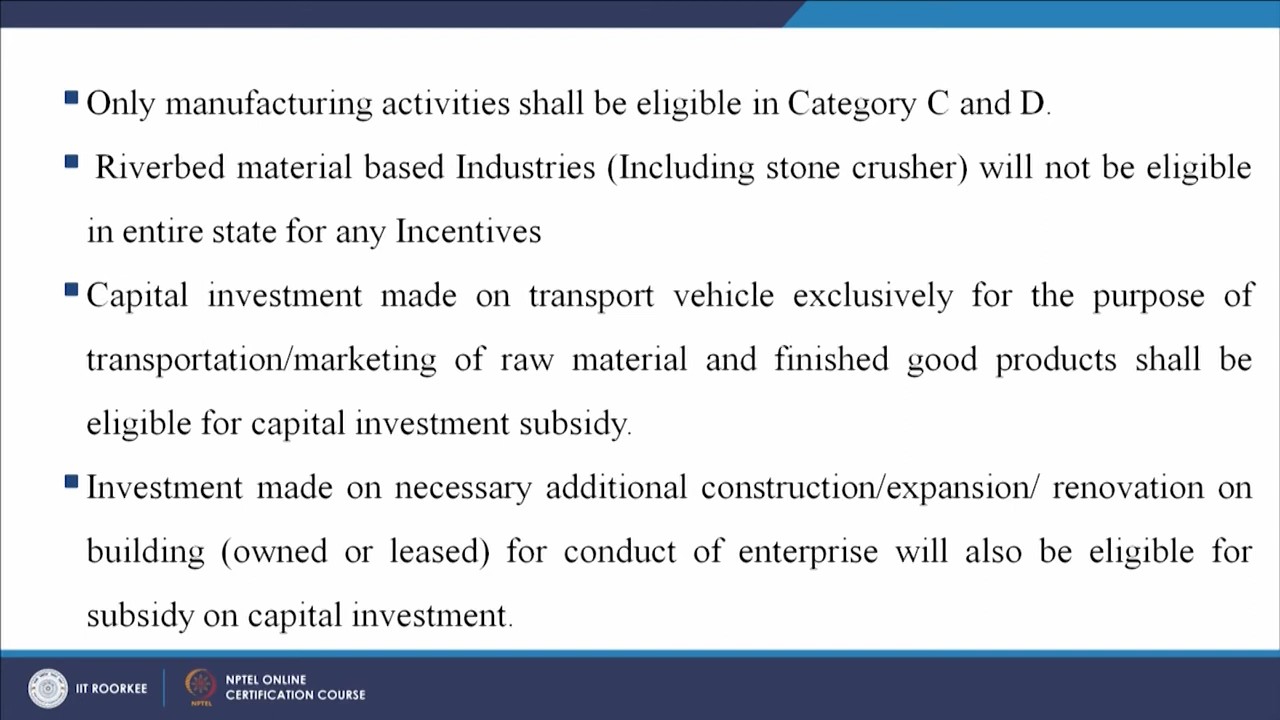 Only manufacturing activities shall be eligible in Category C and D.
Riverbed material based Industries (Including stone crusher) will not be eligible
in entire state for any Incentives
Capital investment made on transport vehicle exclusively for the purpose of
transportation/marketing of raw material and finished good products shall be
eligible for capital investment subsidy.
Investment made on necessary additional construction/expansion/ renovation on
building (owned or leased) for conduct of enterprise will also be eligible for
subsidy on capital investment.
IIT ROORKEE
NPTEL
NPTEL ONLINE
CERTIFICATION COURSE